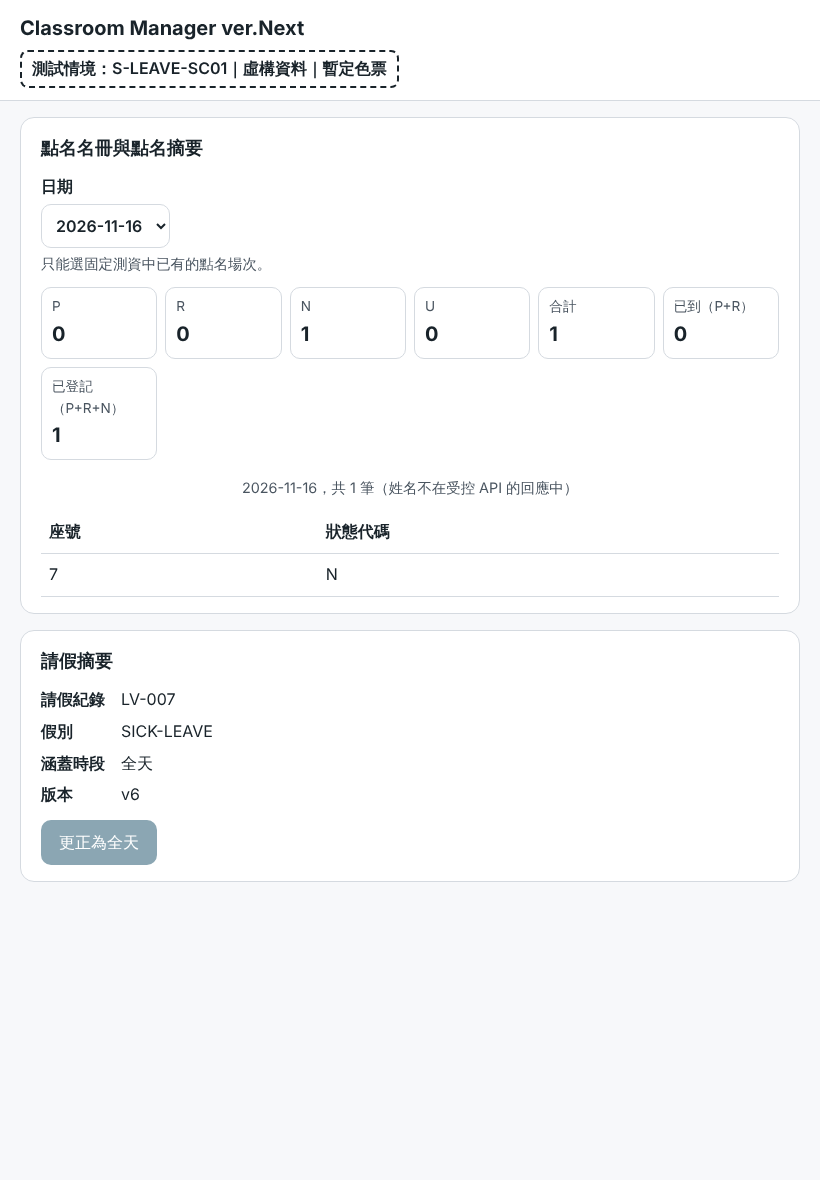 Classroom Manager ver.Next
測試情境：S-LEAVE-SC01｜虛構資料｜暫定色票
點名名冊與點名摘要
日期
2026-11-16
只能選固定測資中已有的點名場次。
P
0
R
0
N
1
U
0
合計
1
已到（P+R）
0
已登記
（P+R+N）
1
2026-11-16，共 1 筆（姓名不在受控 API 的回應中）
座號 狀態代碼
7 N
請假摘要
請假紀錄 LV-007
假別 SICK-LEAVE
涵蓋時段 全天
版本 v6
更正為全天